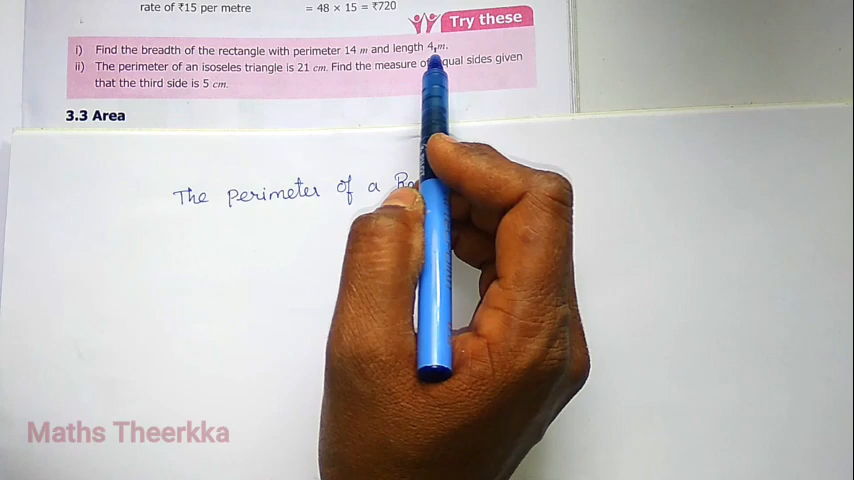 rate of ₹15 per metre = 48 × 15 = ₹720
Try these
i) Find the breadth of the rectangle with perimeter 14 m and length 4 m.
ii) The perimeter of an isoseles triangle is 21 cm. Find the measure of equal sides given
that the third side is 5 cm.
3.3 Area
The perimeter of a
Maths Theerkka